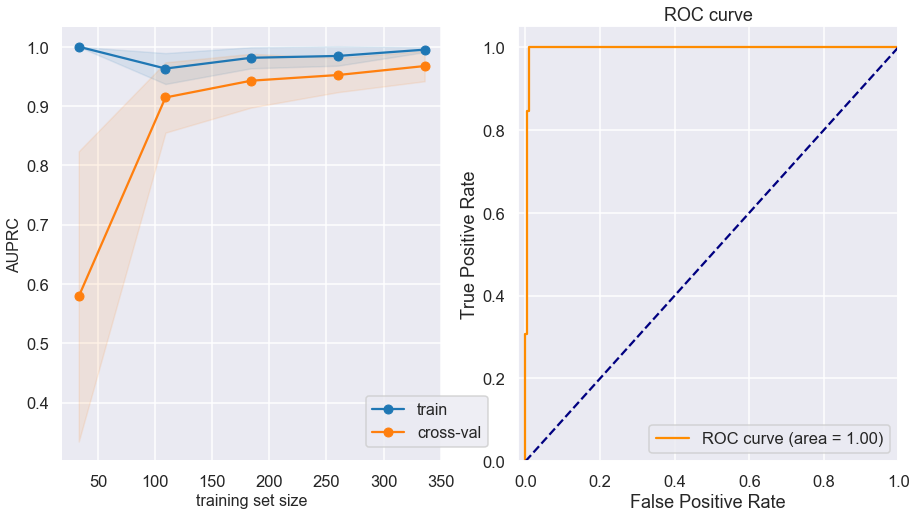 AUPRC
1.0
0.9
0.8
0.7
0.6
0.5
0.4
50 100 150 200 250 300 350
training set size
train
cross-val
ROC curve
True Positive Rate
1.0
0.8
0.6
0.4
0.2
0.0
0.0 0.2 0.4 0.6 0.8 1.0
False Positive Rate
ROC curve (area = 1.00)